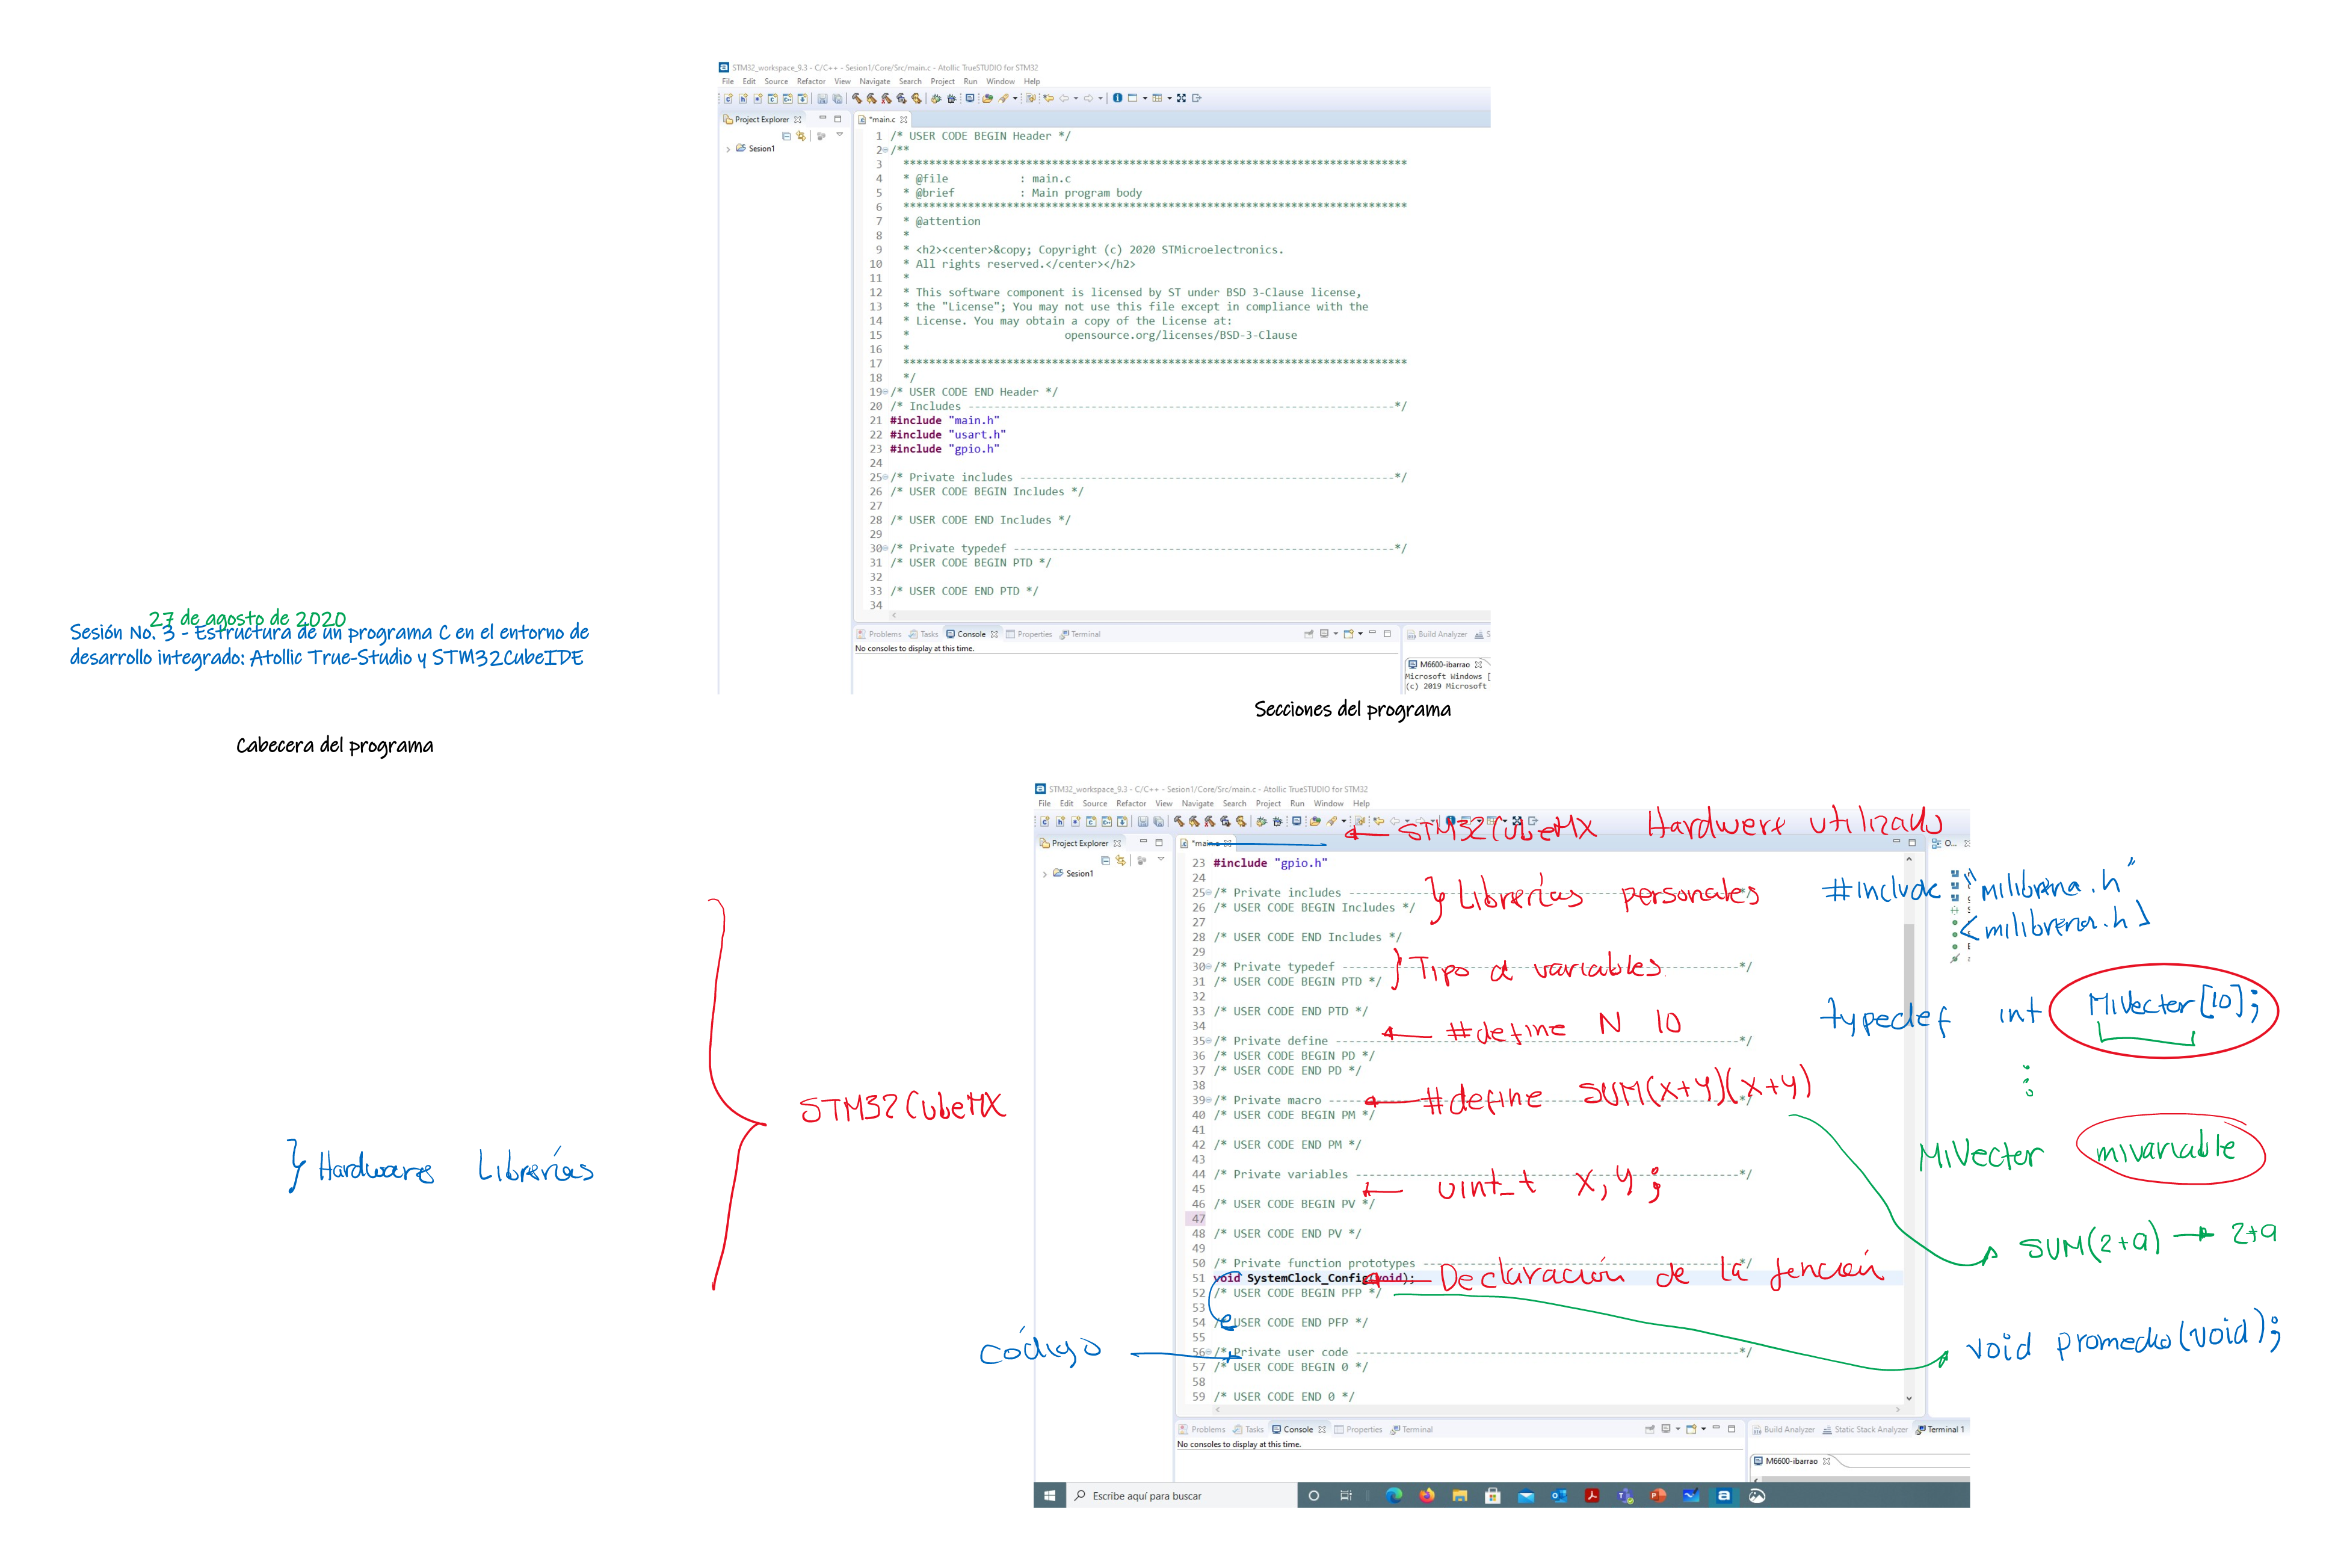 STM32_workspace_9.3 - C/C++ - Sesion1/Core/Src/main.c - Atollic TrueSTUDIO for STM32
File Edit Source Refactor View Navigate Search Project Run Window Help
Project Explorer
*main.c
Sesion1
1 /* USER CODE BEGIN Header */
2 /**
3 ******************************************************************************
4 * @file : main.c
5 * @brief : Main program body
6 ******************************************************************************
7 * @attention
8 *
9 * <h2><center>&copy; Copyright (c) 2020 STMicroelectronics.
10 * All rights reserved.</center></h2>
11 *
12 * This software component is licensed by ST under BSD 3-Clause license,
13 * the "License"; You may not use this file except in compliance with the
14 * License. You may obtain a copy of the License at:
15 * opensource.org/licenses/BSD-3-Clause
16 *
17 ******************************************************************************
18 */
19 /* USER CODE END Header */
20 /* Includes ------------------------------------------------------------------*/
21 #include "main.h"
22 #include "usart.h"
23 #include "gpio.h"
24
25 /* Private includes ----------------------------------------------------------*/
26 /* USER CODE BEGIN Includes */
27
28 /* USER CODE END Includes */
29
30 /* Private typedef -----------------------------------------------------------*/
31 /* USER CODE BEGIN PTD */
32
33 /* USER CODE END PTD */
34
Problems Tasks Console Properties Terminal
Build Analyzer S
No consoles to display at this time.
M6600-ibarrao
Microsoft Windows [
(c) 2019 Microsoft
27 de agosto de 2020
Sesión No. 3 - Estructura de un programa C en el entorno de
desarrollo integrado: Atollic True-Studio y STM32CubeIDE
Secciones del programa
Cabecera del programa
STM32_workspace_9.3 - C/C++ - Sesion1/Core/Src/main.c - Atollic TrueSTUDIO for STM32
File Edit Source Refactor View Navigate Search Project Run Window Help
STM32CubeMX Hardware utilizado
Project Explorer
*main.c
O...
Sesion1
23 #include "gpio.h"
24
25 /* Private includes ----------------------------------------------------------*/
} Librerías personales
#include "milibreria.h"
26 /* USER CODE BEGIN Includes */
27
<milibreria.h>
28 /* USER CODE END Includes */
29
30 /* Private typedef -----------------------------------------------------------*/
} Tipo d variables
31 /* USER CODE BEGIN PTD */
32
33 /* USER CODE END PTD */
typedef int MiVector[10];
34
#define N 10
35 /* Private define ------------------------------------------------------------*/
36 /* USER CODE BEGIN PD */
37 /* USER CODE END PD */
38
39 /* Private macro -------------------------------------------------------------*/
#define SUM(x+y)(x+y)
40 /* USER CODE BEGIN PM */
41
42 /* USER CODE END PM */
43
MiVector mivariable
44 /* Private variables ---------------------------------------------------------*/
45
uint_t x,y;
46 /* USER CODE BEGIN PV */
47
48 /* USER CODE END PV */
SUM(2+a) → 2+a
49
50 /* Private function prototypes -----------------------------------------------*/
51 void SystemClock_Config(void);
Declaración de la fención
52 /* USER CODE BEGIN PFP */
53
54 /* USER CODE END PFP */
55
void promedio(void);
56 /* Private user code ---------------------------------------------------------*/
57 /* USER CODE BEGIN 0 */
58
59 /* USER CODE END 0 */
STM32CubeMX
} Hardware Librerías
código
Problems Tasks Console Properties Terminal
Build Analyzer Static Stack Analyzer Terminal 1
No consoles to display at this time.
M6600-ibarrao
Escribe aquí para buscar